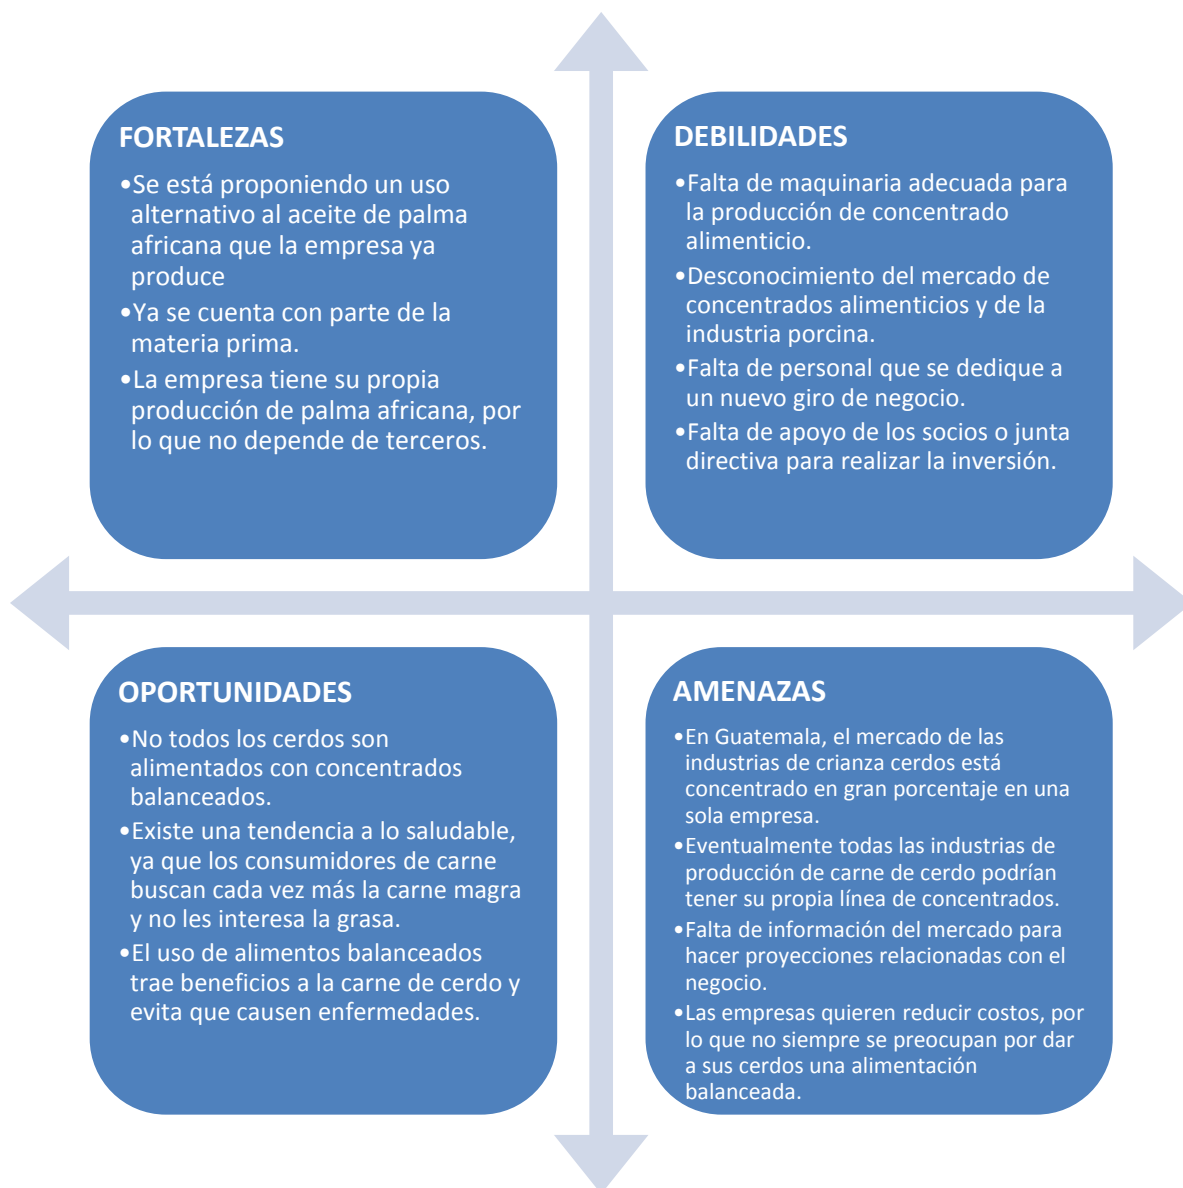 FORTALEZAS
•Se está proponiendo un uso
alternativo al aceite de palma
africana que la empresa ya
produce
•Ya se cuenta con parte de la
materia prima.
•La empresa tiene su propia
producción de palma africana, por
lo que no depende de terceros.
DEBILIDADES
•Falta de maquinaria adecuada para
la producción de concentrado
alimenticio.
•Desconocimiento del mercado de
concentrados alimenticios y de la
industria porcina.
•Falta de personal que se dedique a
un nuevo giro de negocio.
•Falta de apoyo de los socios o junta
directiva para realizar la inversión.
OPORTUNIDADES
•No todos los cerdos son
alimentados con concentrados
balanceados.
•Existe una tendencia a lo saludable,
ya que los consumidores de carne
buscan cada vez más la carne magra
y no les interesa la grasa.
•El uso de alimentos balanceados
trae beneficios a la carne de cerdo y
evita que causen enfermedades.
AMENAZAS
•En Guatemala, el mercado de las
industrias de crianza cerdos está
concentrado en gran porcentaje en una
sola empresa.
•Eventualmente todas las industrias de
producción de carne de cerdo podrían
tener su propia línea de concentrados.
•Falta de información del mercado para
hacer proyecciones relacionadas con el
negocio.
•Las empresas quieren reducir costos, por
lo que no siempre se preocupan por dar
a sus cerdos una alimentación
balanceada.